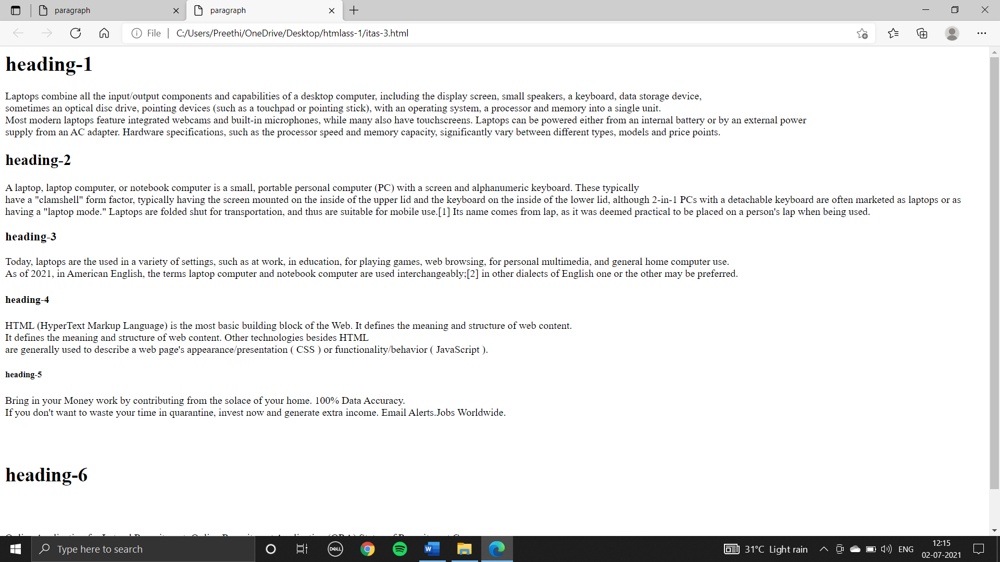 paragraph
paragraph
File
C:/Users/Preethi/OneDrive/Desktop/htmlass-1/itas-3.html
heading-1
Laptops combine all the input/output components and capabilities of a desktop computer, including the display screen, small speakers, a keyboard, data storage device,
sometimes an optical disc drive, pointing devices (such as a touchpad or pointing stick), with an operating system, a processor and memory into a single unit.
Most modern laptops feature integrated webcams and built-in microphones, while many also have touchscreens. Laptops can be powered either from an internal battery or by an external power
supply from an AC adapter. Hardware specifications, such as the processor speed and memory capacity, significantly vary between different types, models and price points.
heading-2
A laptop, laptop computer, or notebook computer is a small, portable personal computer (PC) with a screen and alphanumeric keyboard. These typically
have a "clamshell" form factor, typically having the screen mounted on the inside of the upper lid and the keyboard on the inside of the lower lid, although 2-in-1 PCs with a detachable keyboard are often marketed as laptops or as
having a "laptop mode." Laptops are folded shut for transportation, and thus are suitable for mobile use.[1] Its name comes from lap, as it was deemed practical to be placed on a person's lap when being used.
heading-3
Today, laptops are the used in a variety of settings, such as at work, in education, for playing games, web browsing, for personal multimedia, and general home computer use.
As of 2021, in American English, the terms laptop computer and notebook computer are used interchangeably;[2] in other dialects of English one or the other may be preferred.
heading-4
HTML (HyperText Markup Language) is the most basic building block of the Web. It defines the meaning and structure of web content.
It defines the meaning and structure of web content. Other technologies besides HTML
are generally used to describe a web page's appearance/presentation ( CSS ) or functionality/behavior ( JavaScript ).
heading-5
Bring in your Money work by contributing from the solace of your home. 100% Data Accuracy.
If you don't want to waste your time in quarantine, invest now and generate extra income. Email Alerts.Jobs Worldwide.
heading-6
Type here to search
DELL
W
31°C Light rain
ENG
12:15
02-07-2021